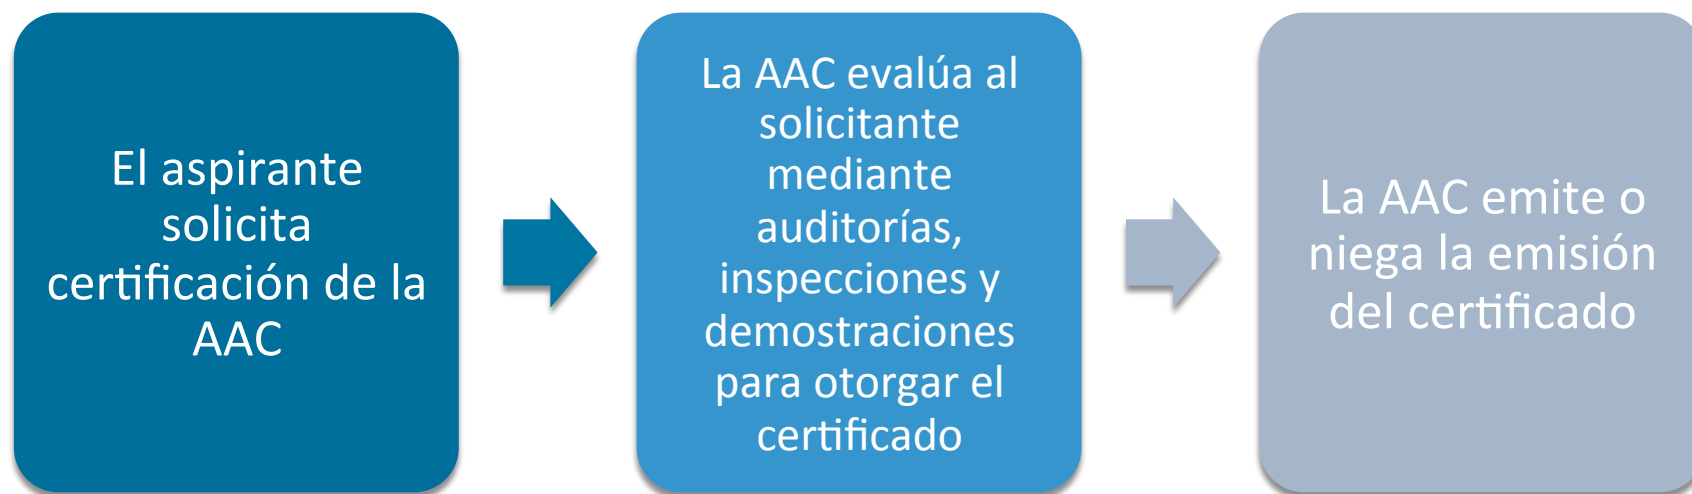 El aspirante
solicita
certificación de la
AAC
La AAC evalúa al
solicitante
mediante
auditorías,
inspecciones y
demostraciones
para otorgar el
certificado
La AAC emite o
niega la emisión
del certificado